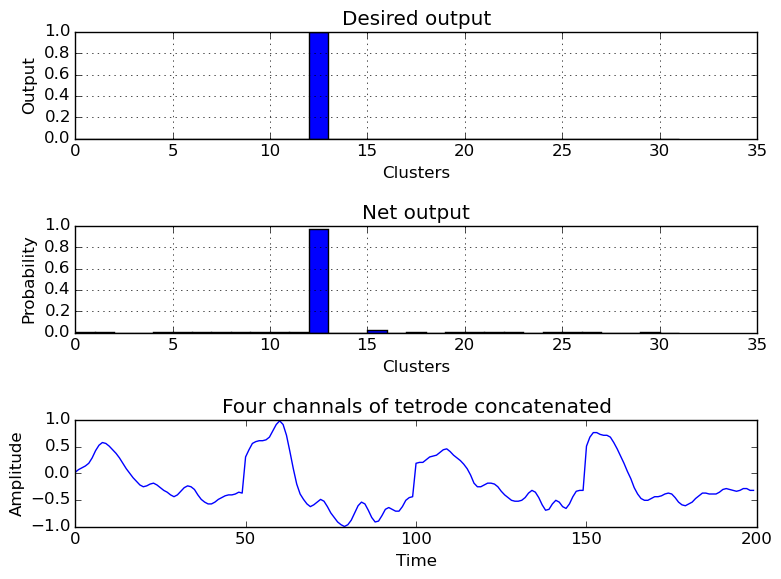 Desired output
1.0
0.8
0.6
0.4
0.2
0.0
Output
0 5 10 15 20 25 30 35
Clusters
Net output
1.0
0.8
0.6
0.4
0.2
0.0
Probability
0 5 10 15 20 25 30 35
Clusters
Four channels of tetrode concatenated
1.0
0.5
0.0
−0.5
−1.0
Amplitude
0 50 100 150 200
Time